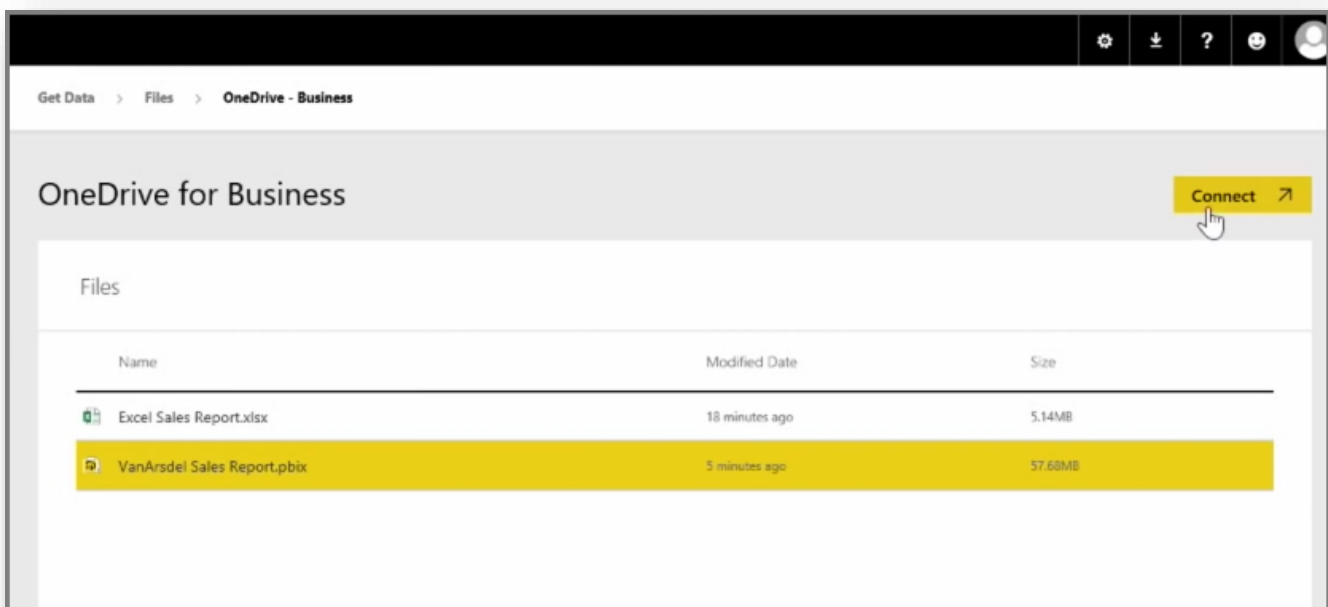 ?
Get Data > Files > OneDrive - Business
OneDrive for Business
Connect
Files
Name Modified Date Size
Excel Sales Report.xlsx 18 minutes ago 5.14MB
VanArsdel Sales Report.pbix 5 minutes ago 57.68MB